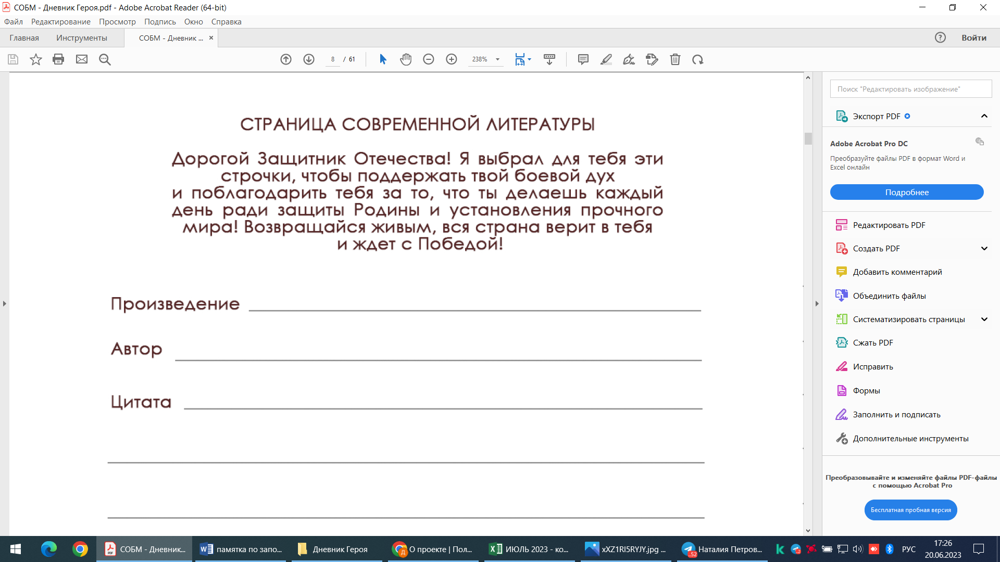 СОБМ - Дневник Героя.pdf - Adobe Acrobat Reader (64-bit)
Файл Редактирование Просмотр Подпись Окно Справка
Главная Инструменты СОБМ - Дневник ... × Войти
8 / 61 238%
СТРАНИЦА СОВРЕМЕННОЙ ЛИТЕРАТУРЫ
Дорогой Защитник Отечества! Я выбрал для тебя эти
строчки, чтобы поддержать твой боевой дух
и поблагодарить тебя за то, что ты делаешь каждый
день ради защиты Родины и установления прочного
мира! Возвращайся живым, вся страна верит в тебя
и ждет с Победой!
Произведение
Автор
Цитата
Поиск "Редактировать изображение"
Экспорт PDF
Adobe Acrobat Pro DC
Преобразуйте файлы PDF в формат Word и
Excel онлайн
Подробнее
Редактировать PDF
Создать PDF
Добавить комментарий
Объединить файлы
Систематизировать страницы
Сжать PDF
Исправить
Формы
Заполнить и подписать
Дополнительные инструменты
Преобразовывайте и изменяйте файлы PDF-файлы
с помощью Acrobat Pro
Бесплатная пробная версия
СОБМ - Дневник... памятка по запо... Дневник Героя О проекте | Пол... ИЮЛЬ 2023 - ко... xXZ1RI5RYJY.jpg ... Наталия Петров... РУС 17:26
20.06.2023